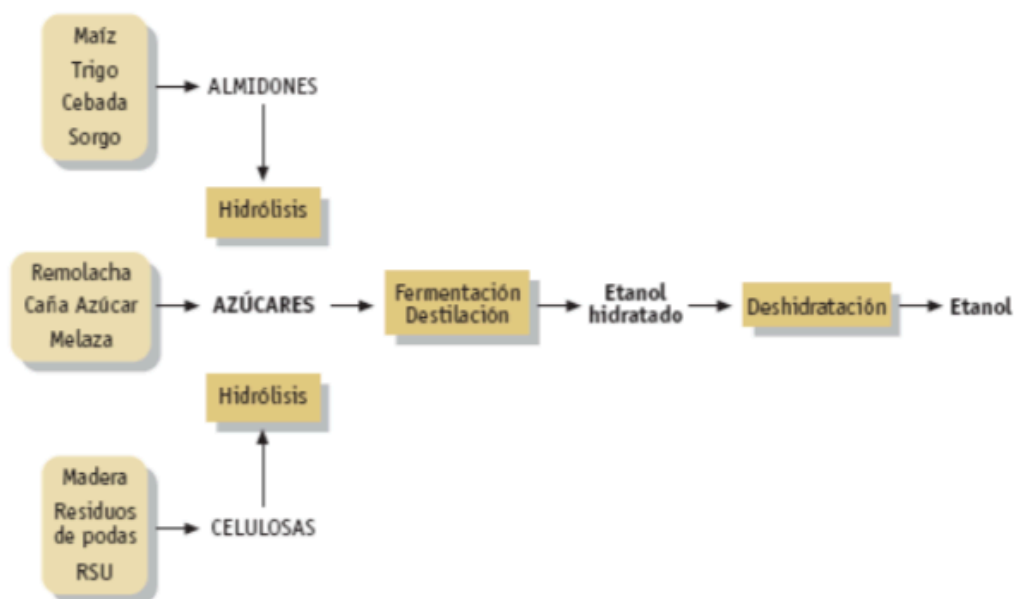 Maíz
Trigo
Cebada
Sorgo
ALMIDONES
Hidrólisis
Remolacha
Caña Azúcar
Melaza
AZÚCARES
Fermentación
Destilación
Etanol
hidratado
Deshidratación
Etanol
Hidrólisis
Madera
Residuos
de podas
RSU
CELULOSAS